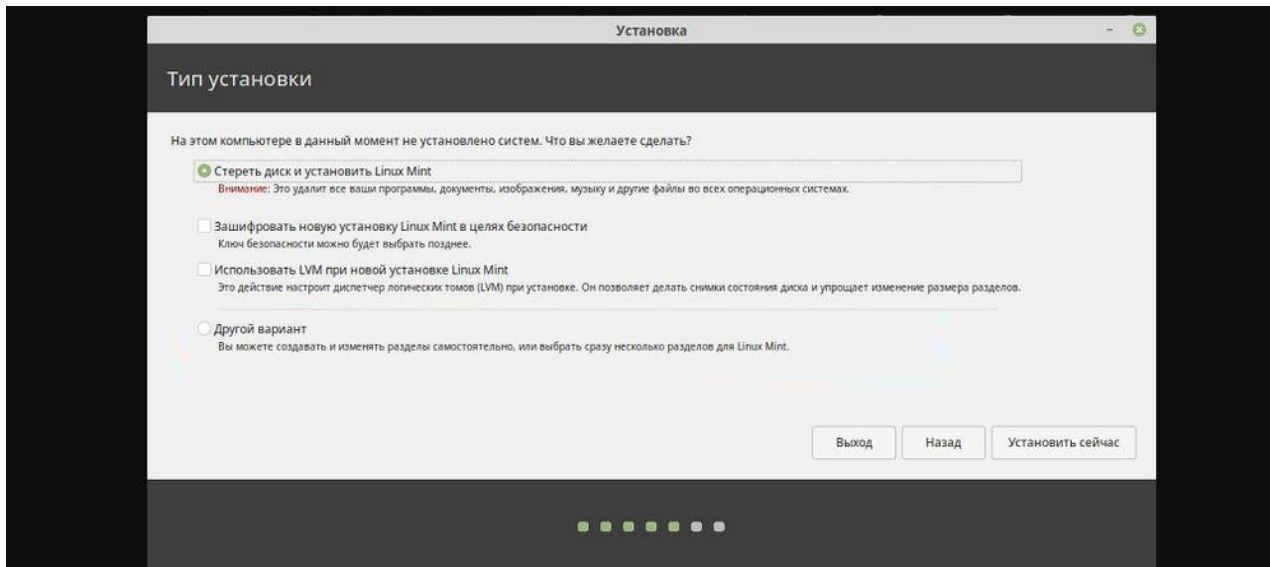 Установка
Тип установки
На этом компьютере в данный момент не установлено систем. Что вы желаете сделать?
Стереть диск и установить Linux Mint
Внимание: Это удалит все ваши программы, документы, изображения, музыку и другие файлы во всех операционных системах.
Зашифровать новую установку Linux Mint в целях безопасности
Ключ безопасности можно будет выбрать позднее.
Использовать LVM при новой установке Linux Mint
Это действие настроит диспетчер логических томов (LVM) при установке. Он позволяет делать снимки состояния диска и упрощает изменение размера разделов.
Другой вариант
Вы можете создавать и изменять разделы самостоятельно, или выбрать сразу несколько разделов для Linux Mint.
Выход Назад Установить сейчас